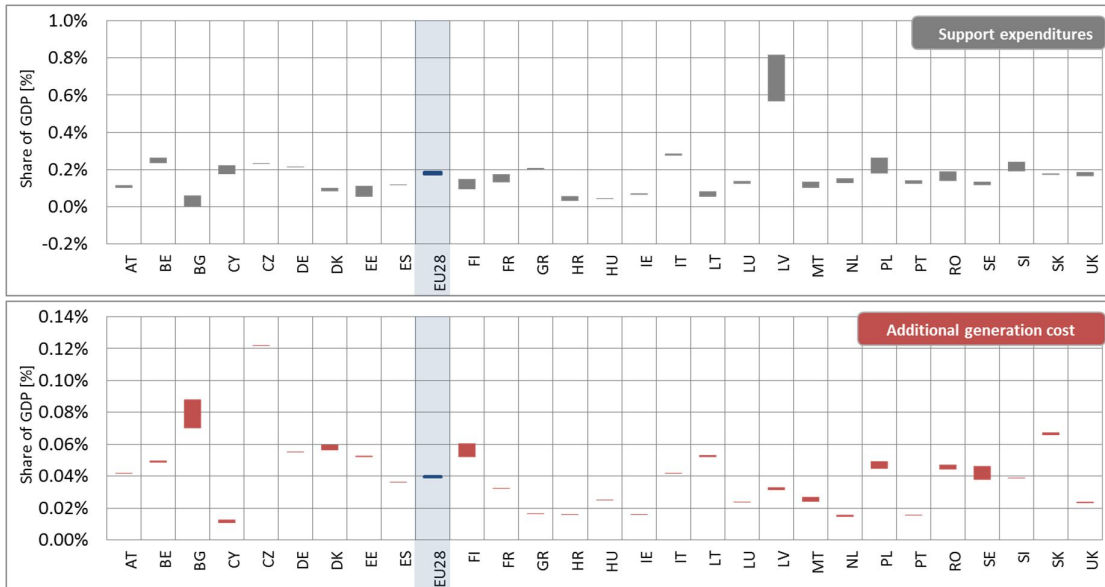 Support expenditures
Share of GDP [%]
1.0%
0.8%
0.6%
0.4%
0.2%
0.0%
-0.2%
AT BE BG CY CZ DE DK EE ES EU28 FI FR GR HR HU IE IT LT LU LV MT NL PL PT RO SE SI SK UK
Additional generation cost
Share of GDP [%]
0.14%
0.12%
0.10%
0.08%
0.06%
0.04%
0.02%
0.00%
AT BE BG CY CZ DE DK EE ES EU28 FI FR GR HR HU IE IT LT LU LV MT NL PL PT RO SE SI SK UK